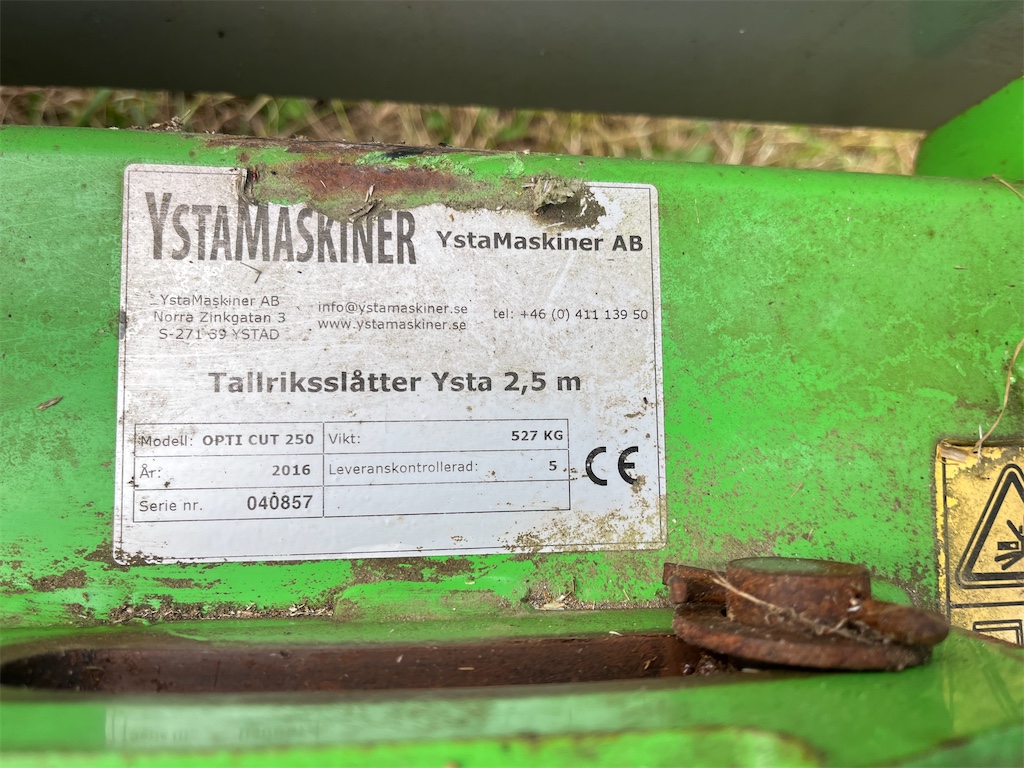 YSTAMASKINER YstaMaskiner AB
YstaMaskiner AB
Norra Zinkgatan 3
S-271 39 YSTAD
info@ystamaskiner.se
www.ystamaskiner.se
tel: +46 (0) 411 139 50
Tallriksslåtter Ysta 2,5 m
Modell: OPTI CUT 250 Vikt: 527 KG
År: 2016 Leveranskontrollerad: 5
Serie nr. 040857
CE